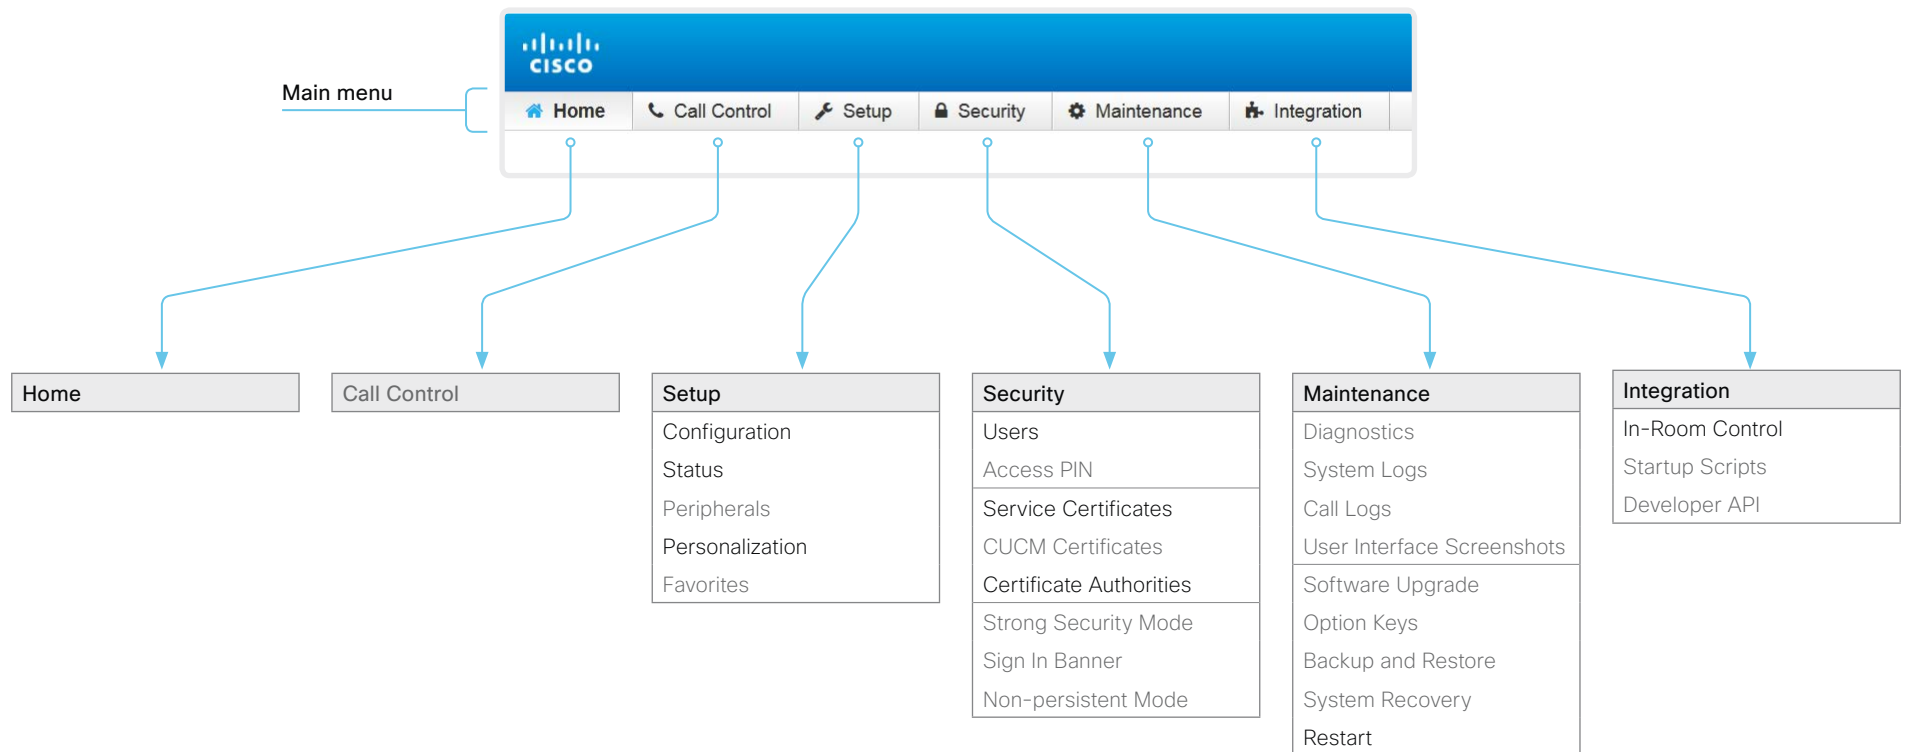 CISCO
Main menu
Home
Call Control
Setup
Security
Maintenance
Integration
Home
Call Control
Setup
Configuration
Status
Peripherals
Personalization
Favorites
Security
Users
Access PIN
Service Certificates
CUCM Certificates
Certificate Authorities
Strong Security Mode
Sign In Banner
Non-persistent Mode
Maintenance
Diagnostics
System Logs
Call Logs
User Interface Screenshots
Software Upgrade
Option Keys
Backup and Restore
System Recovery
Restart
Integration
In-Room Control
Startup Scripts
Developer API